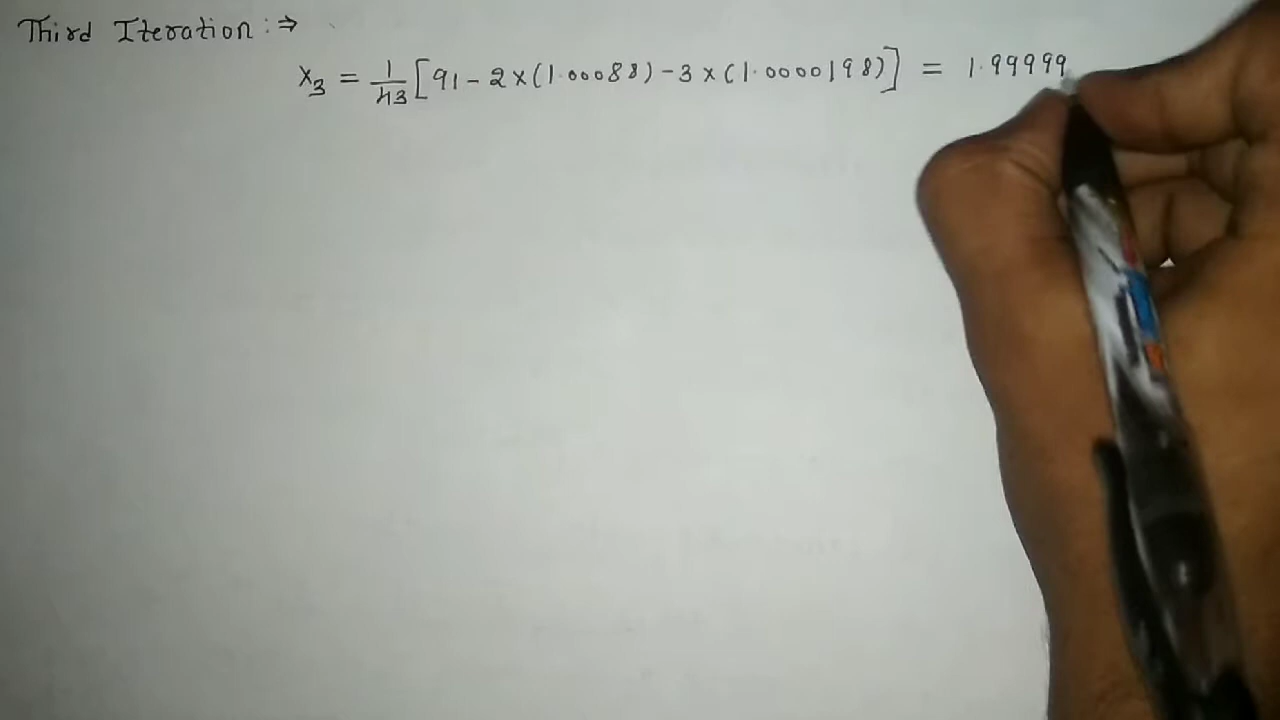 Third Iteration :⇒
x₃ = 1/43 [91 - 2 × (1.00088) - 3 × (1.0000198)] = 1.99999